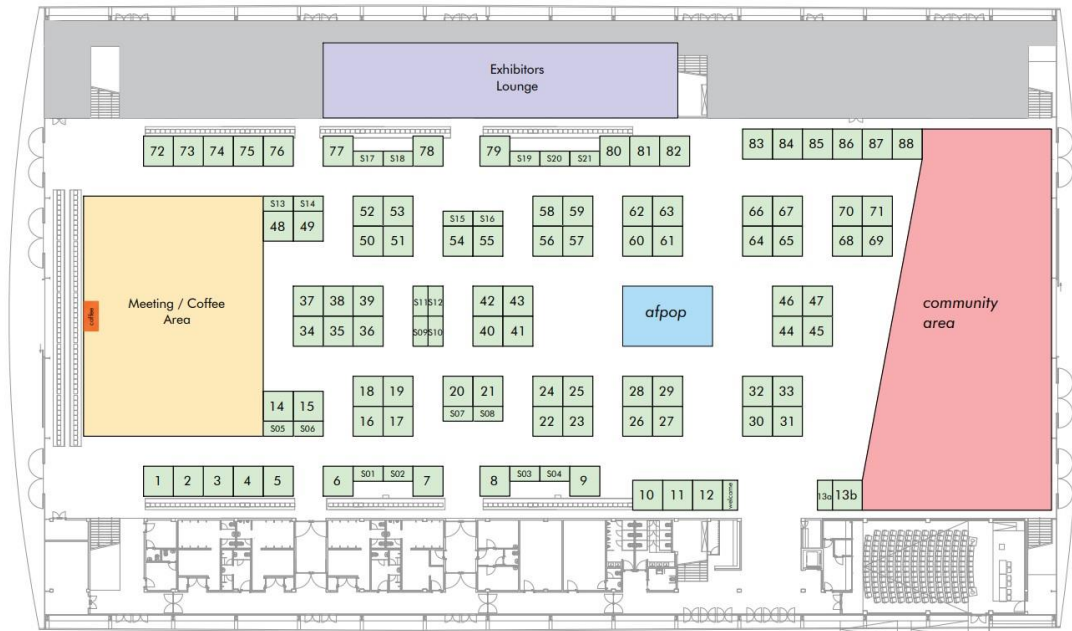 Exhibitors
Lounge
72 73 74 75 76 77 S17 S18 78 79 S19 S20 S21 80 81 82 83 84 85 86 87 88
S13 S14 52 53 S15 S16 58 59 62 63 66 67 70 71
48 49 50 51 54 55 56 57 60 61 64 65 68 69
Meeting / Coffee
Area
coffee
37 38 39 S11 S12 42 43 46 47
34 35 36 S09 S10 40 41 44 45
afpop
community
area
14 15 18 19 20 21 24 25 28 29 32 33
S05 S06 16 17 S07 S08 22 23 26 27 30 31
1 2 3 4 5 6 S01 S02 7 8 S03 S04 9 10 11 12 welcome 13a 13b